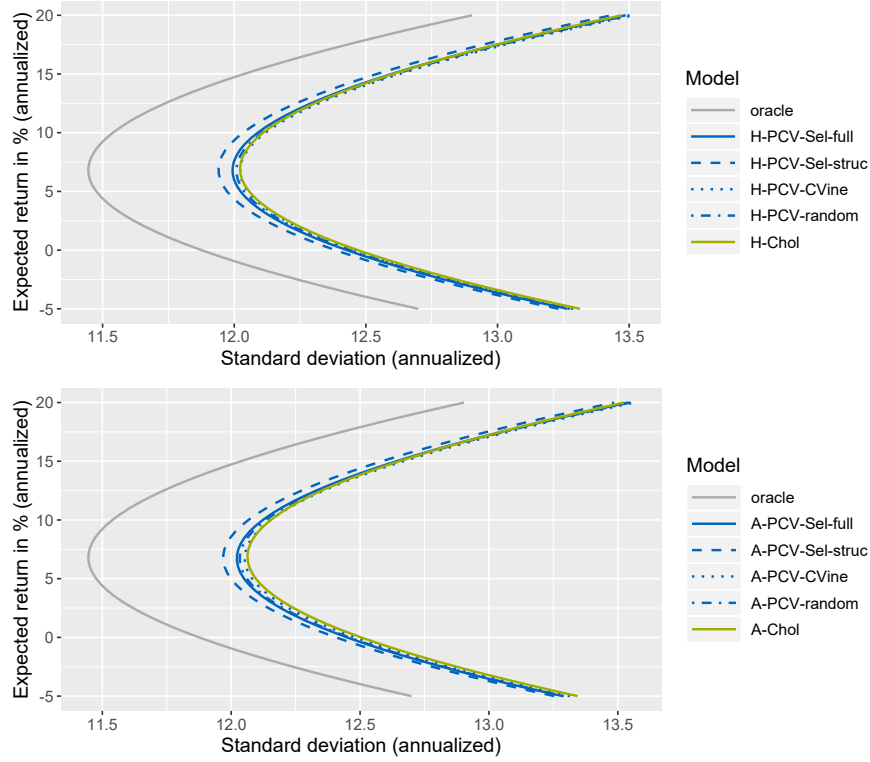 20
15
10
5
0
-5
Expected return in % (annualized)
11.5 12.0 12.5 13.0 13.5
Standard deviation (annualized)
Model
oracle
H-PCV-Sel-full
H-PCV-Sel-struc
H-PCV-CVine
H-PCV-random
H-Chol
20
15
10
5
0
-5
Expected return in % (annualized)
11.5 12.0 12.5 13.0 13.5
Standard deviation (annualized)
Model
oracle
A-PCV-Sel-full
A-PCV-Sel-struc
A-PCV-CVine
A-PCV-random
A-Chol